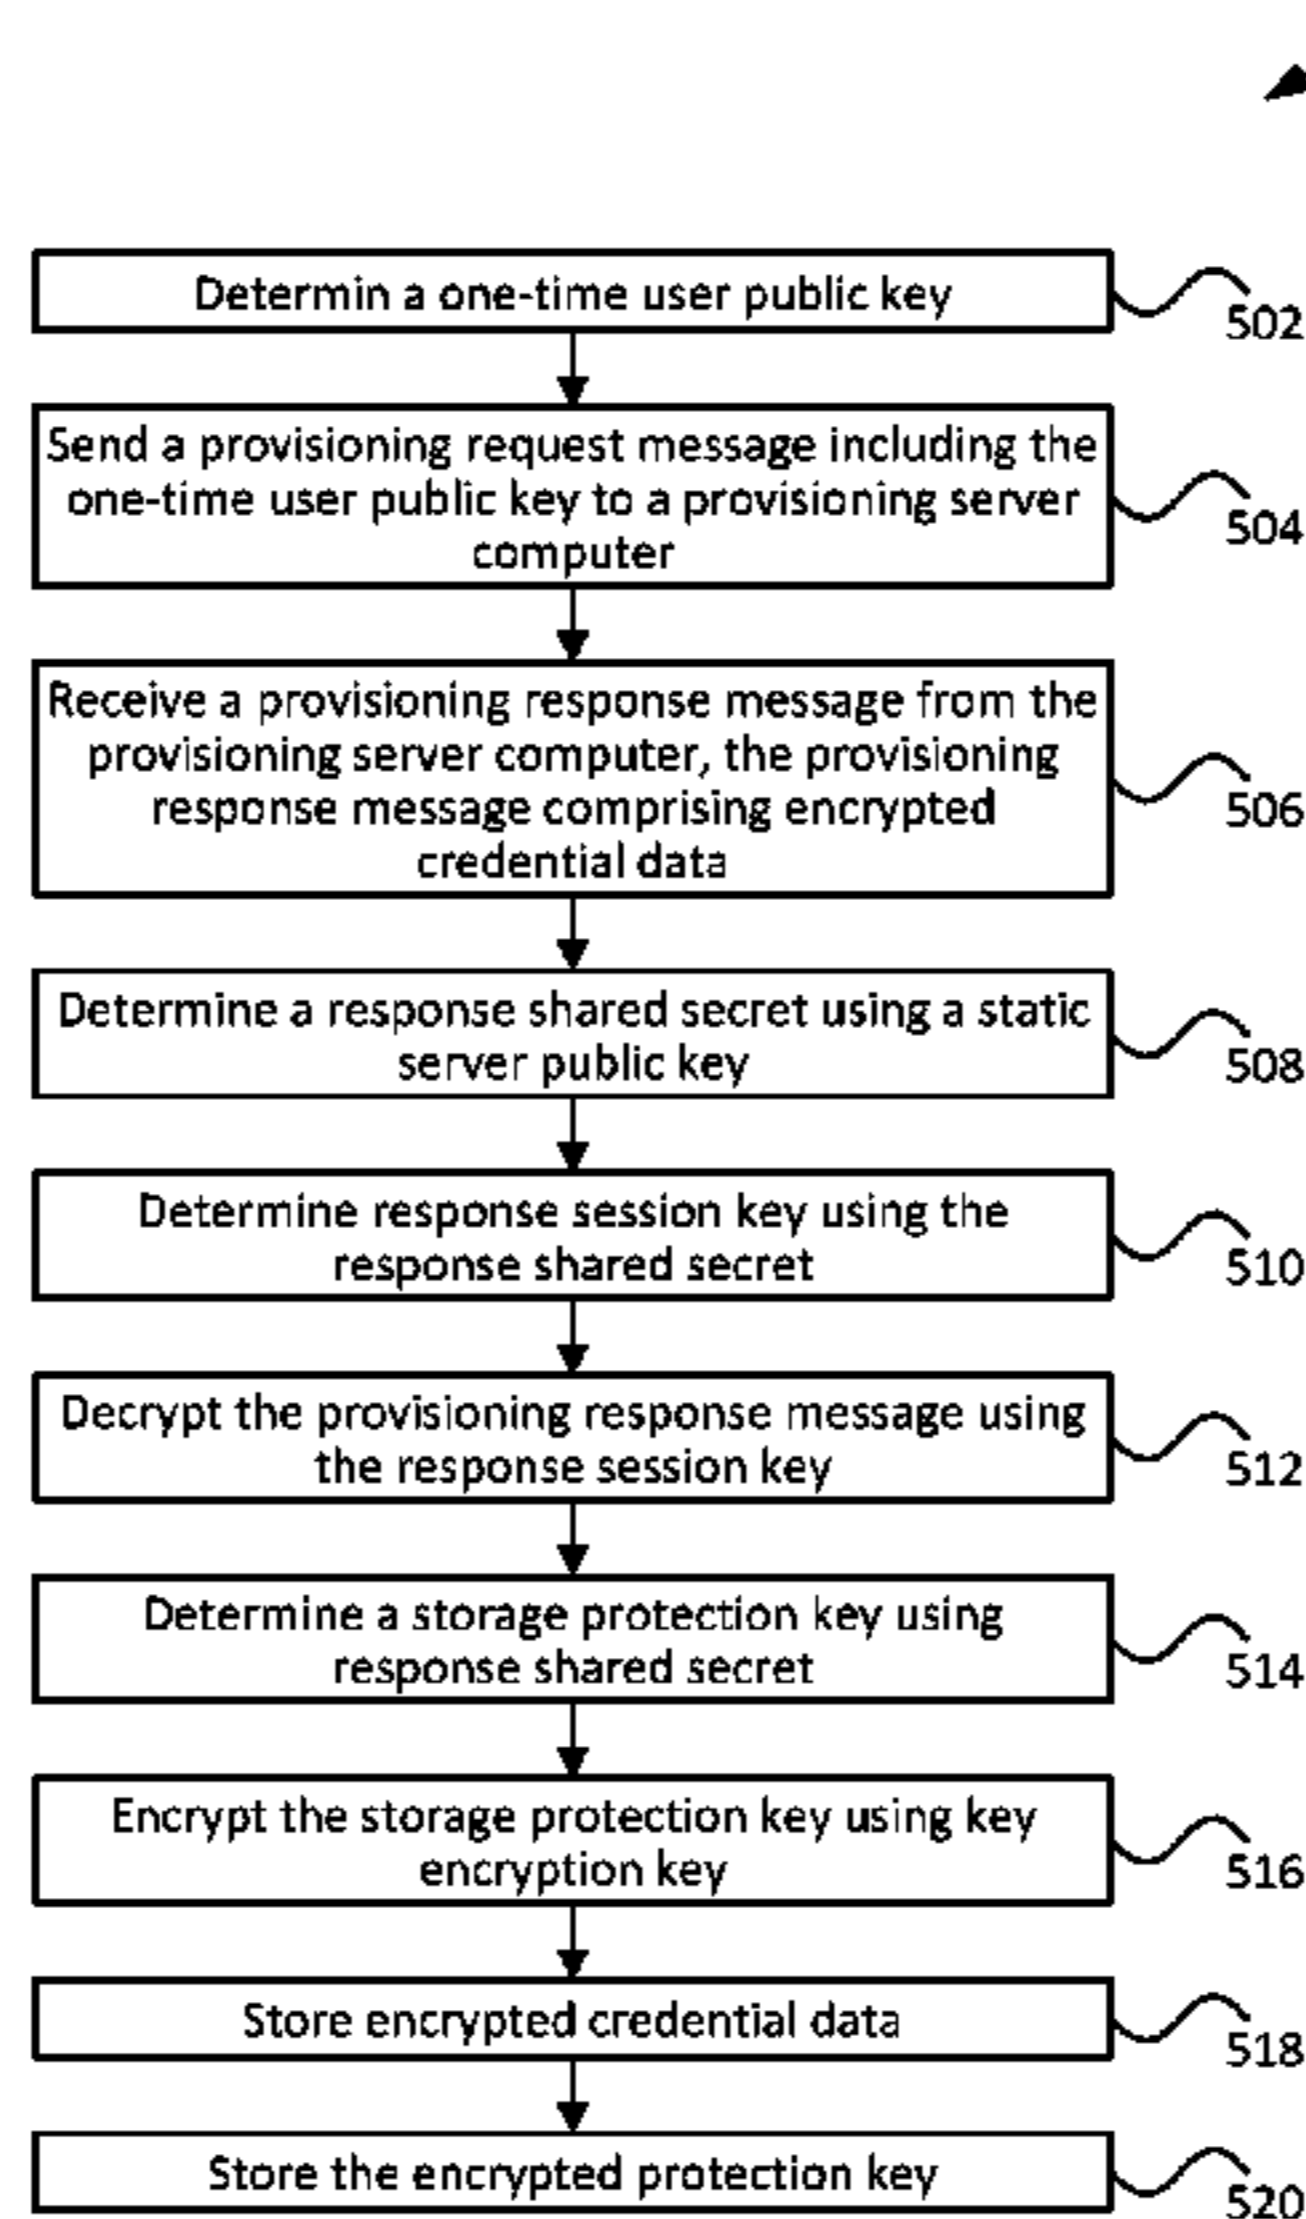 Determin a one-time user public key
502
Send a provisioning request message including the
one-time user public key to a provisioning server
computer
504
Receive a provisioning response message from the
provisioning server computer, the provisioning
response message comprising encrypted
credential data
506
Determine a response shared secret using a static
server public key
508
Determine response session key using the
response shared secret
510
Decrypt the provisioning response message using
the response session key
512
Determine a storage protection key using
response shared secret
514
Encrypt the storage protection key using key
encryption key
516
Store encrypted credential data
518
Store the encrypted protection key
520